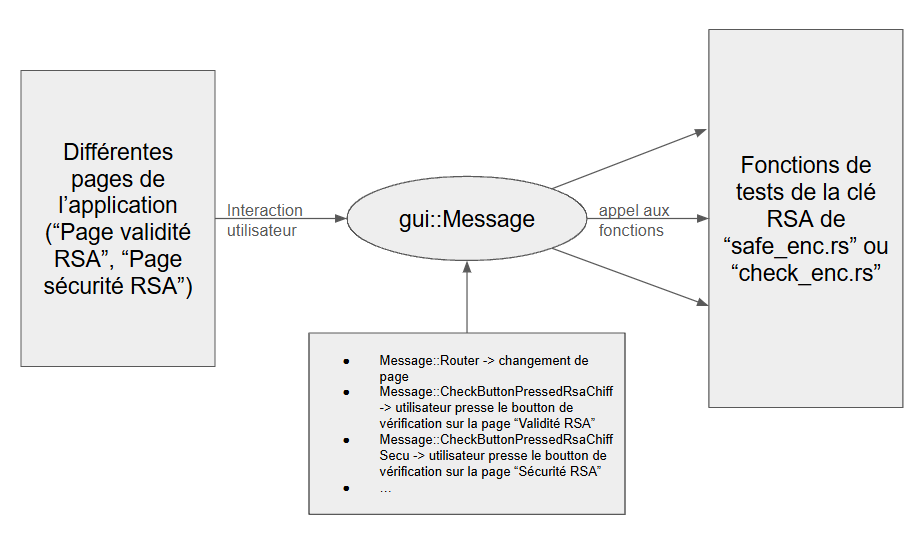 Différentes
pages de
l’application
(“Page validité
RSA”, “Page
sécurité RSA”)
Interaction
utilisateur
gui::Message
appel aux
fonctions
Fonctions de
tests de la clé
RSA de
“safe_enc.rs” ou
“check_enc.rs”
● Message::Router -> changement de
page
● Message::CheckButtonPressedRsaChiff
-> utilisateur presse le boutton de
vérification sur la page “Validité RSA”
● Message::CheckButtonPressedRsaChiff
Secu -> utilisateur presse le boutton de
vérification sur la page “Sécurité RSA”
● …